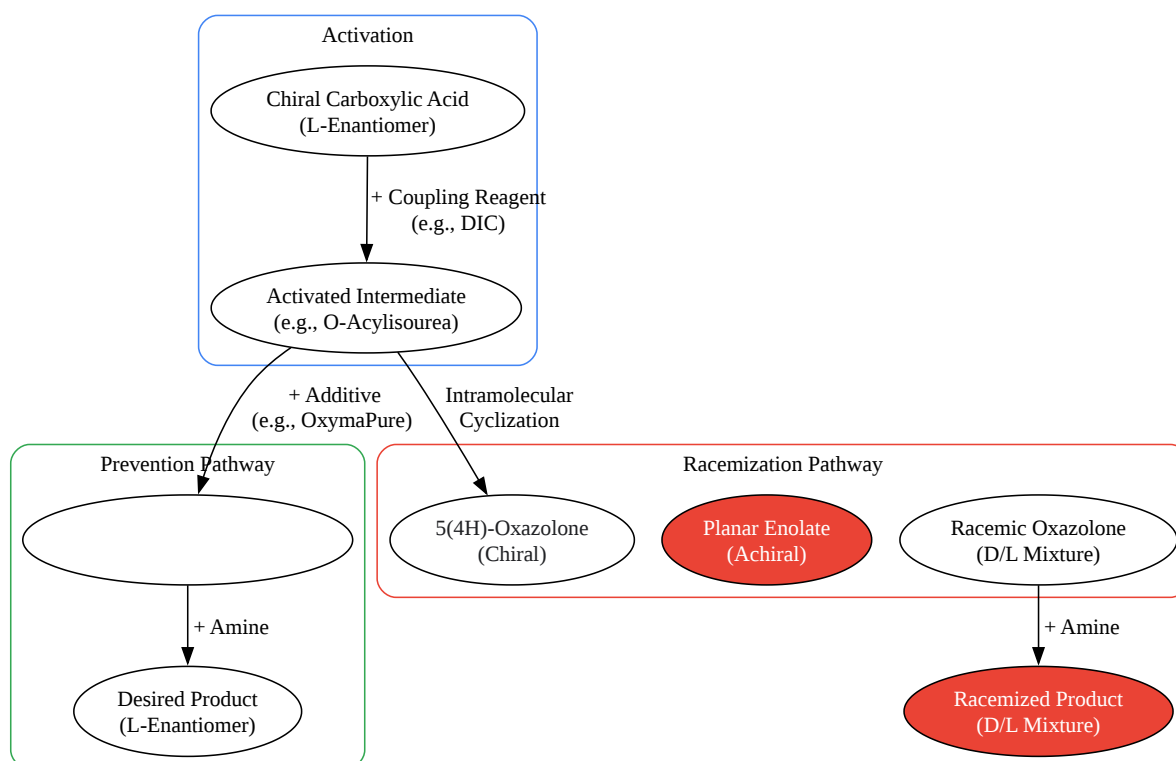 Activation
Chiral Carboxylic Acid
(L-Enantiomer)
+ Coupling Reagent
(e.g., DIC)
Activated Intermediate
(e.g., O-Acylisourea)
+ Additive
(e.g., OxymaPure)
Intramolecular
Cyclization
Prevention Pathway
Racemization Pathway
5(4H)-Oxazolone
(Chiral)
Planar Enolate
(Achiral)
Racemic Oxazolone
(D/L Mixture)
+ Amine
+ Amine
Desired Product
(L-Enantiomer)
Racemized Product
(D/L Mixture)